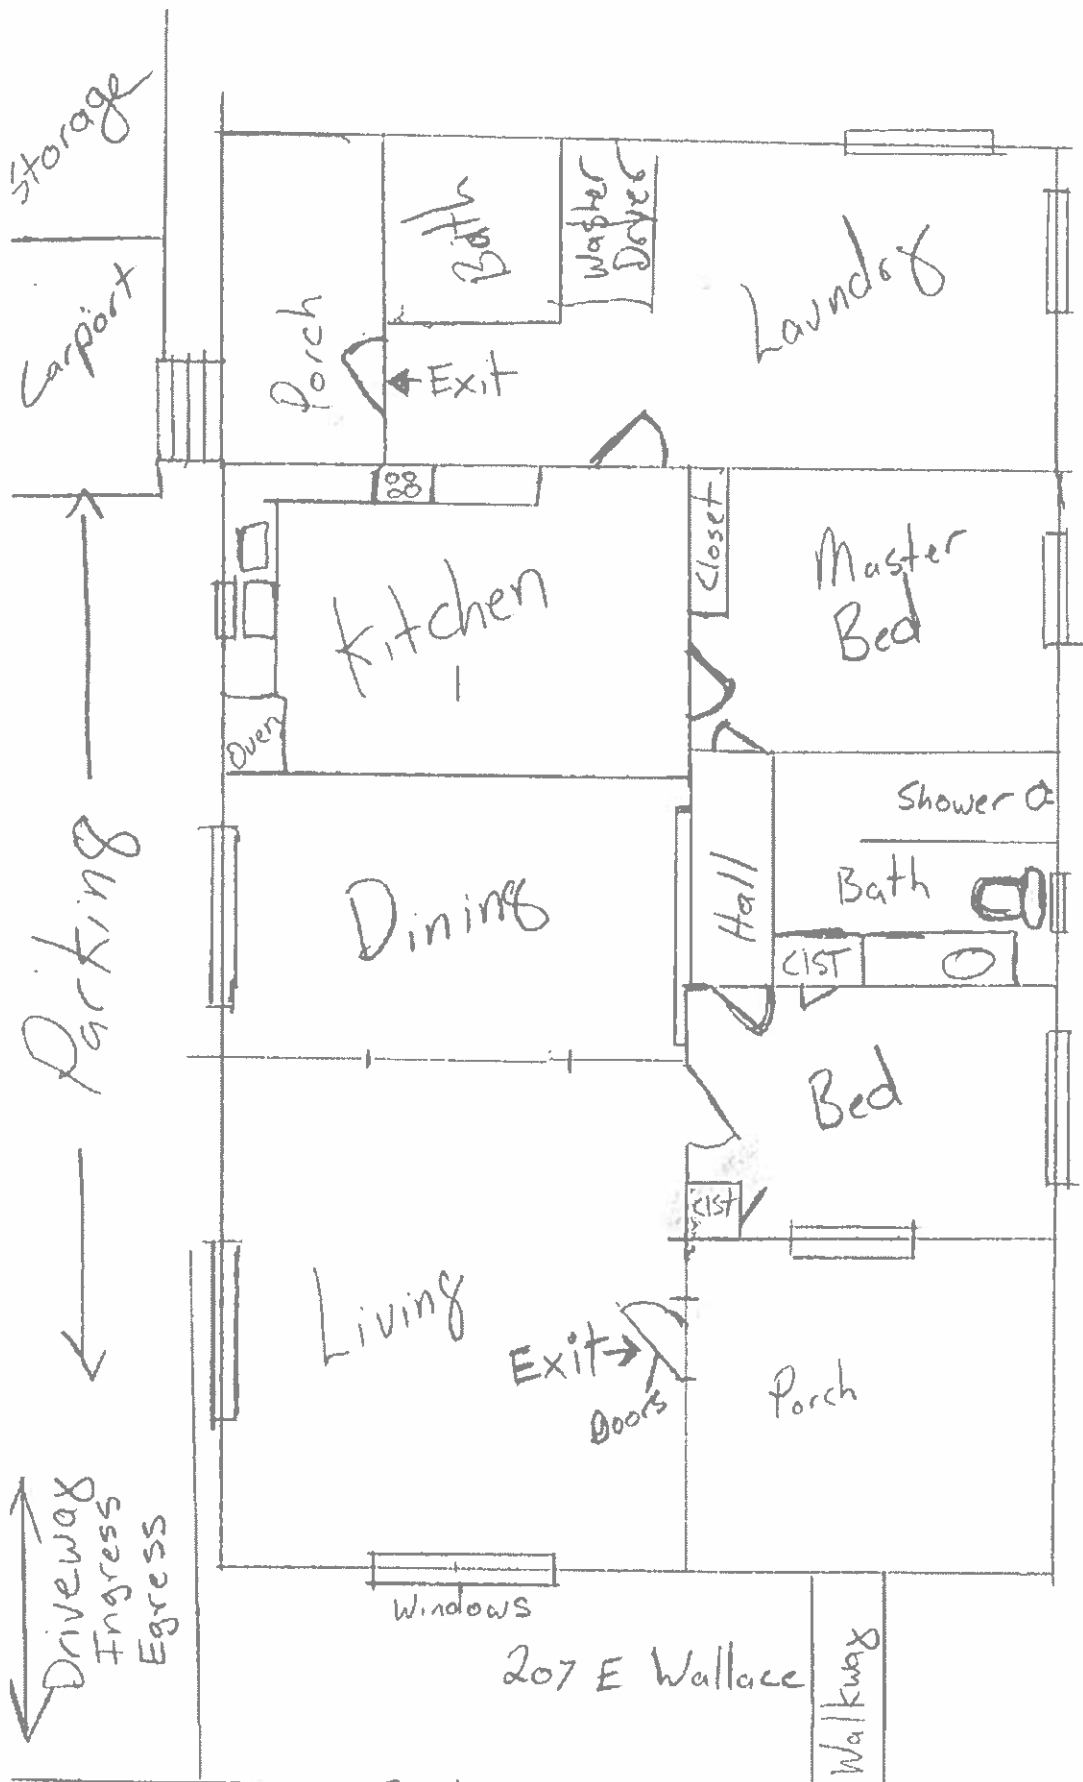 Storage
Carport
Porch
Bath
Washer
Dryer
Laundry
Exit
Closet
Master
Bed
Kitchen
Oven
Shower
Parking
Dining
Hall
Bath
ClST
Bed
ClST
Living
Exit
Doors
Porch
Driveway
Ingress
Egress
Windows
207 E Wallace
Walkway